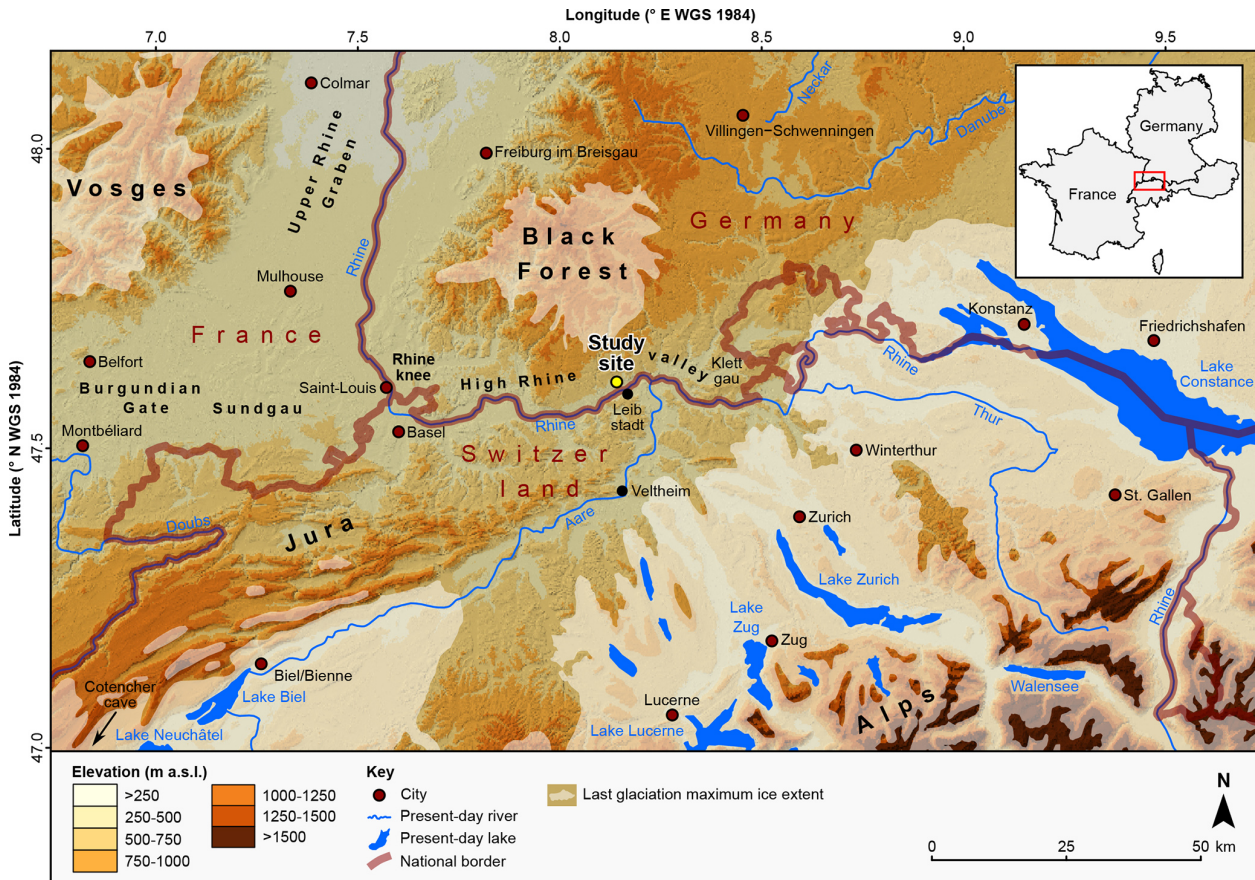 Longitude (° E WGS 1984)
7.0
7.5
8.0
8.5
9.0
9.5
Latitude (° N WGS 1984)
48.0
47.5
47.0
Colmar
Neckar
Villingen–Schwenningen
Danube
Germany
France
Upper Rhine
Graben
Freiburg im Breisgau
Vosges
Rhine
Black
Forest
Germany
Mulhouse
France
Konstanz
Friedrichshafen
Study
site
valley
Klett
gau
Rhine
Lake
Constance
Belfort
Rhine
knee
High Rhine
Burgundian
Gate
Sundgau
Saint-Louis
Leib
stadt
Thur
Montbéliard
Basel
Rhine
Switzer
land
Winterthur
Veltheim
St. Gallen
Doubs
Jura
Aare
Zurich
Lake Zurich
Rhine
Lake
Zug
Zug
Biel/Bienne
Lake Biel
Cotencher
cave
Lake Neuchâtel
Lucerne
Lake Lucerne
Alps
Walensee
Elevation (m a.s.l.)
>250
250-500
500-750
750-1000
1000-1250
1250-1500
>1500
Key
City
Present-day river
Present-day lake
National border
Last glaciation maximum ice extent
N
0
25
50 km